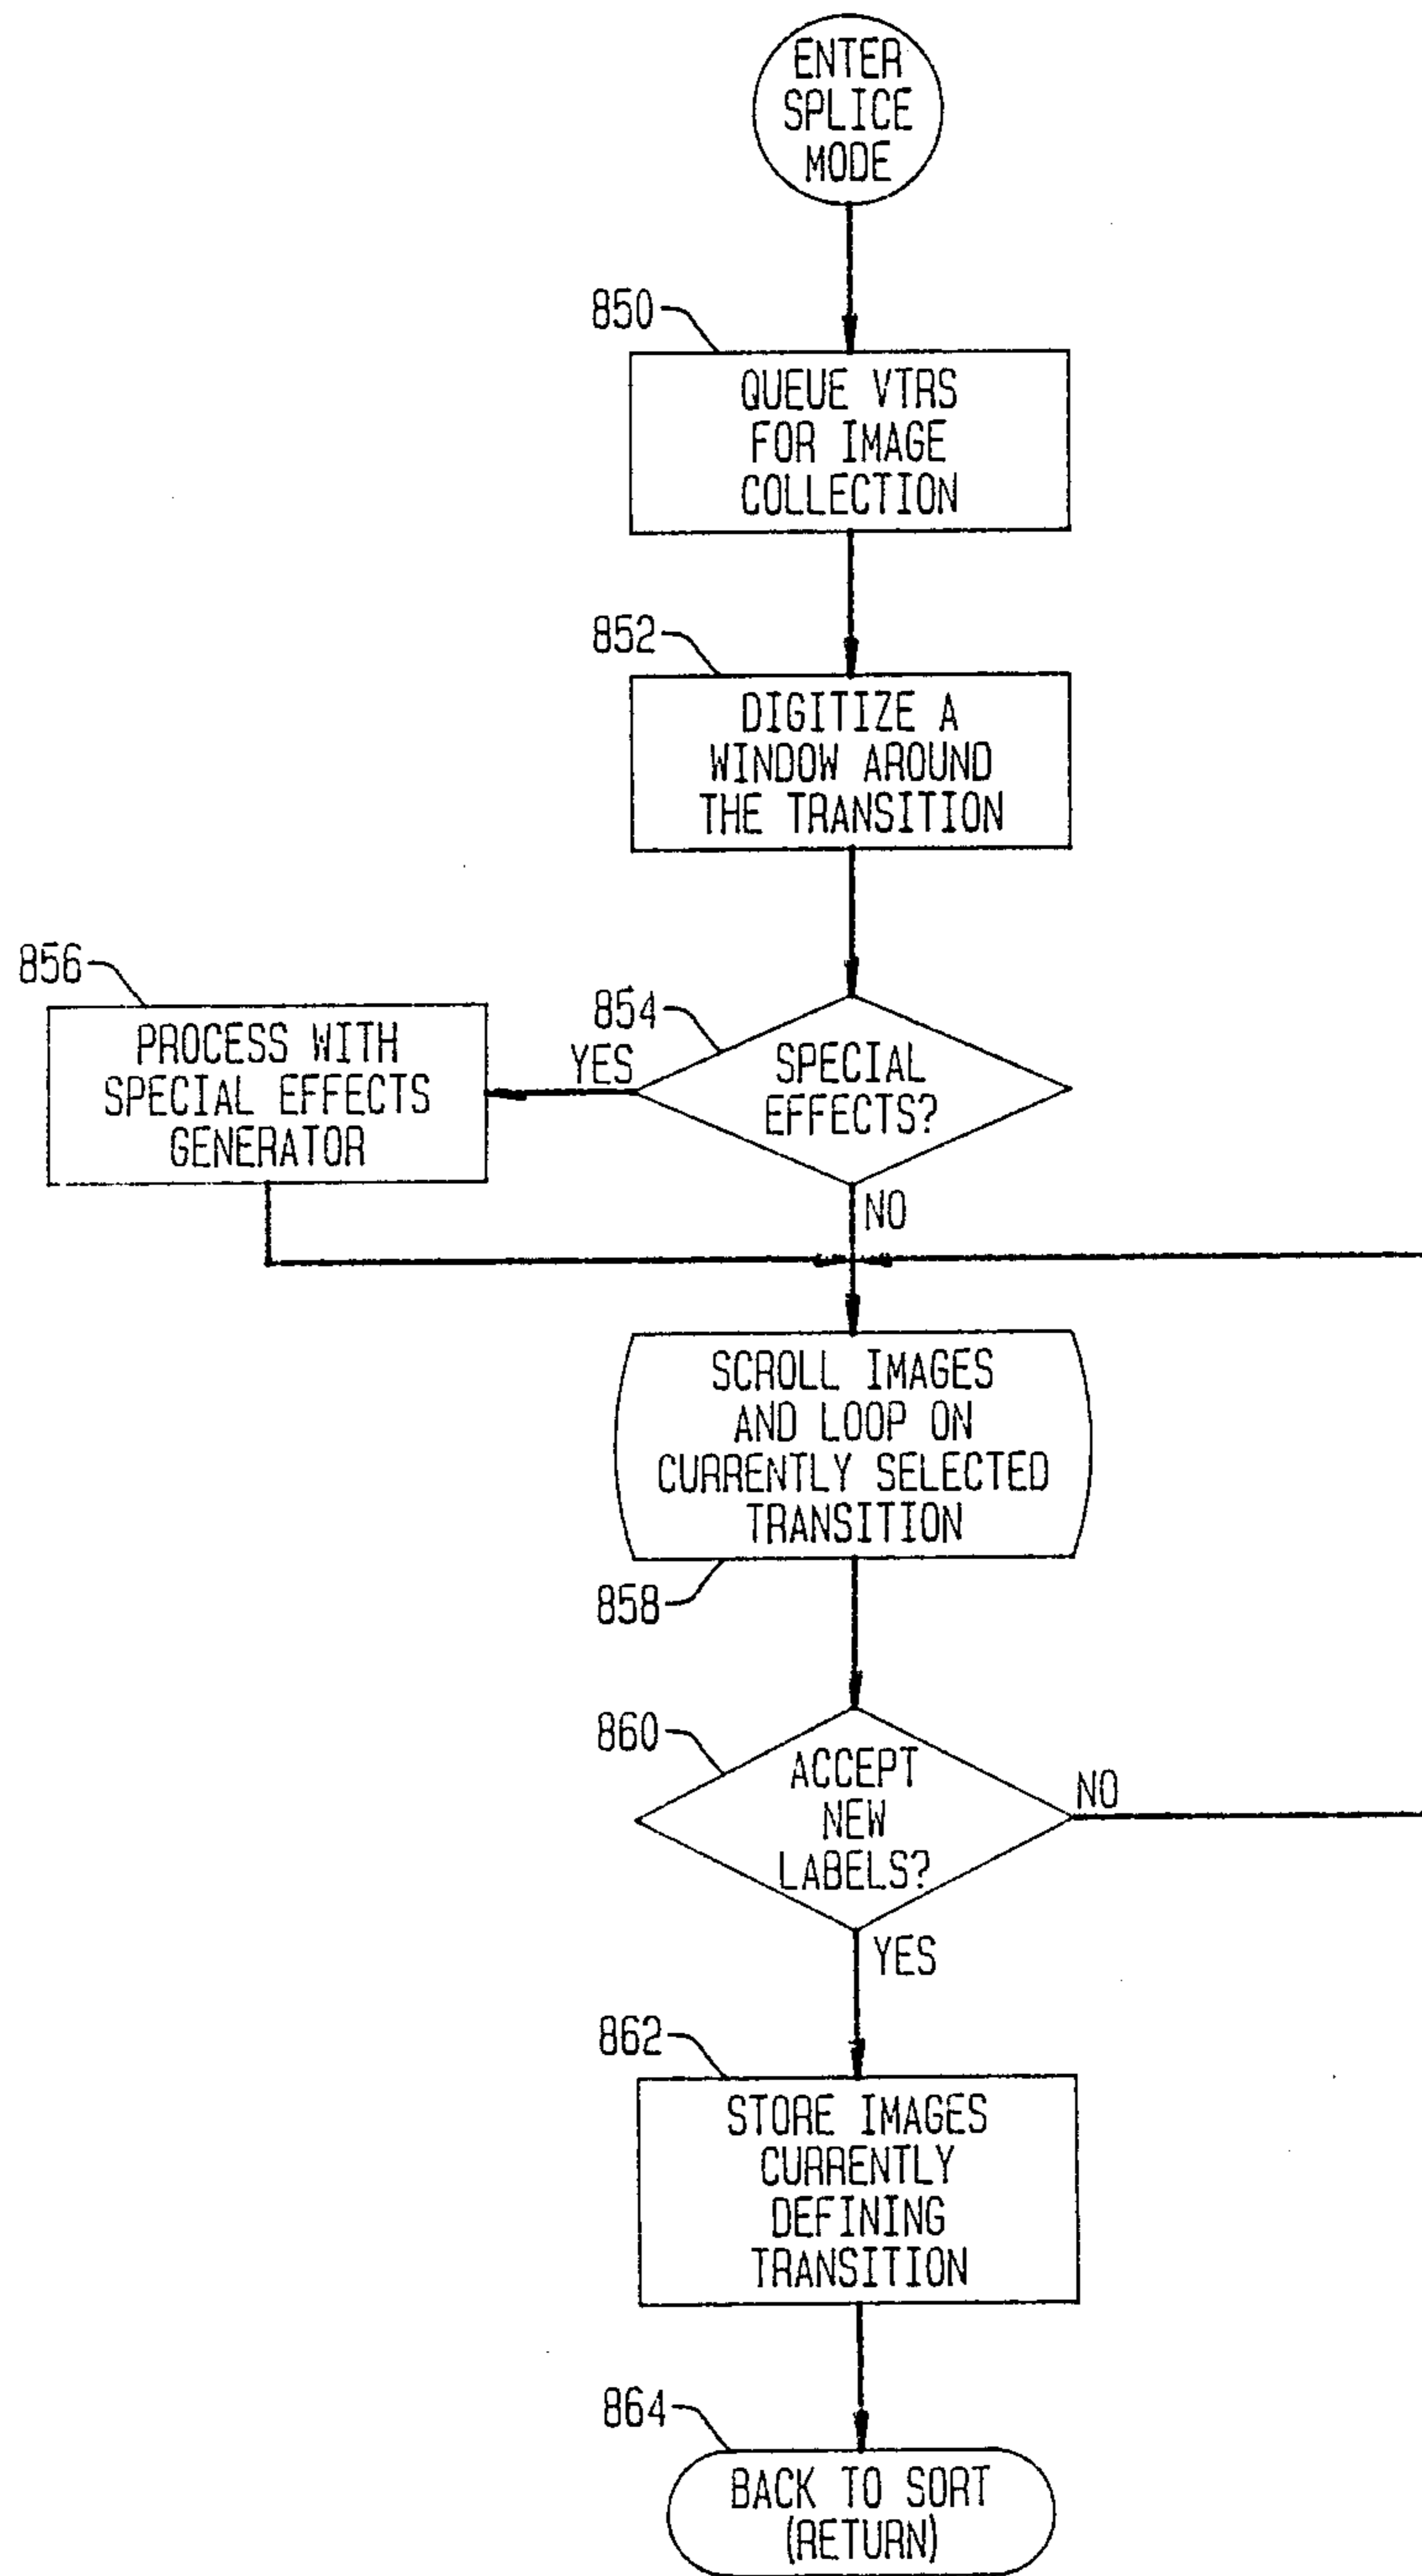 ENTER
SPLICE
MODE
850
QUEUE VTRS
FOR IMAGE
COLLECTION
852
DIGITIZE A
WINDOW AROUND
THE TRANSITION
856
PROCESS WITH
SPECIAL EFFECTS
GENERATOR
854
YES
SPECIAL
EFFECTS?
NO
SCROLL IMAGES
AND LOOP ON
CURRENTLY SELECTED
TRANSITION
858
860
ACCEPT
NEW
LABELS?
NO
YES
862
STORE IMAGES
CURRENTLY
DEFINING
TRANSITION
864
BACK TO SORT
(RETURN)